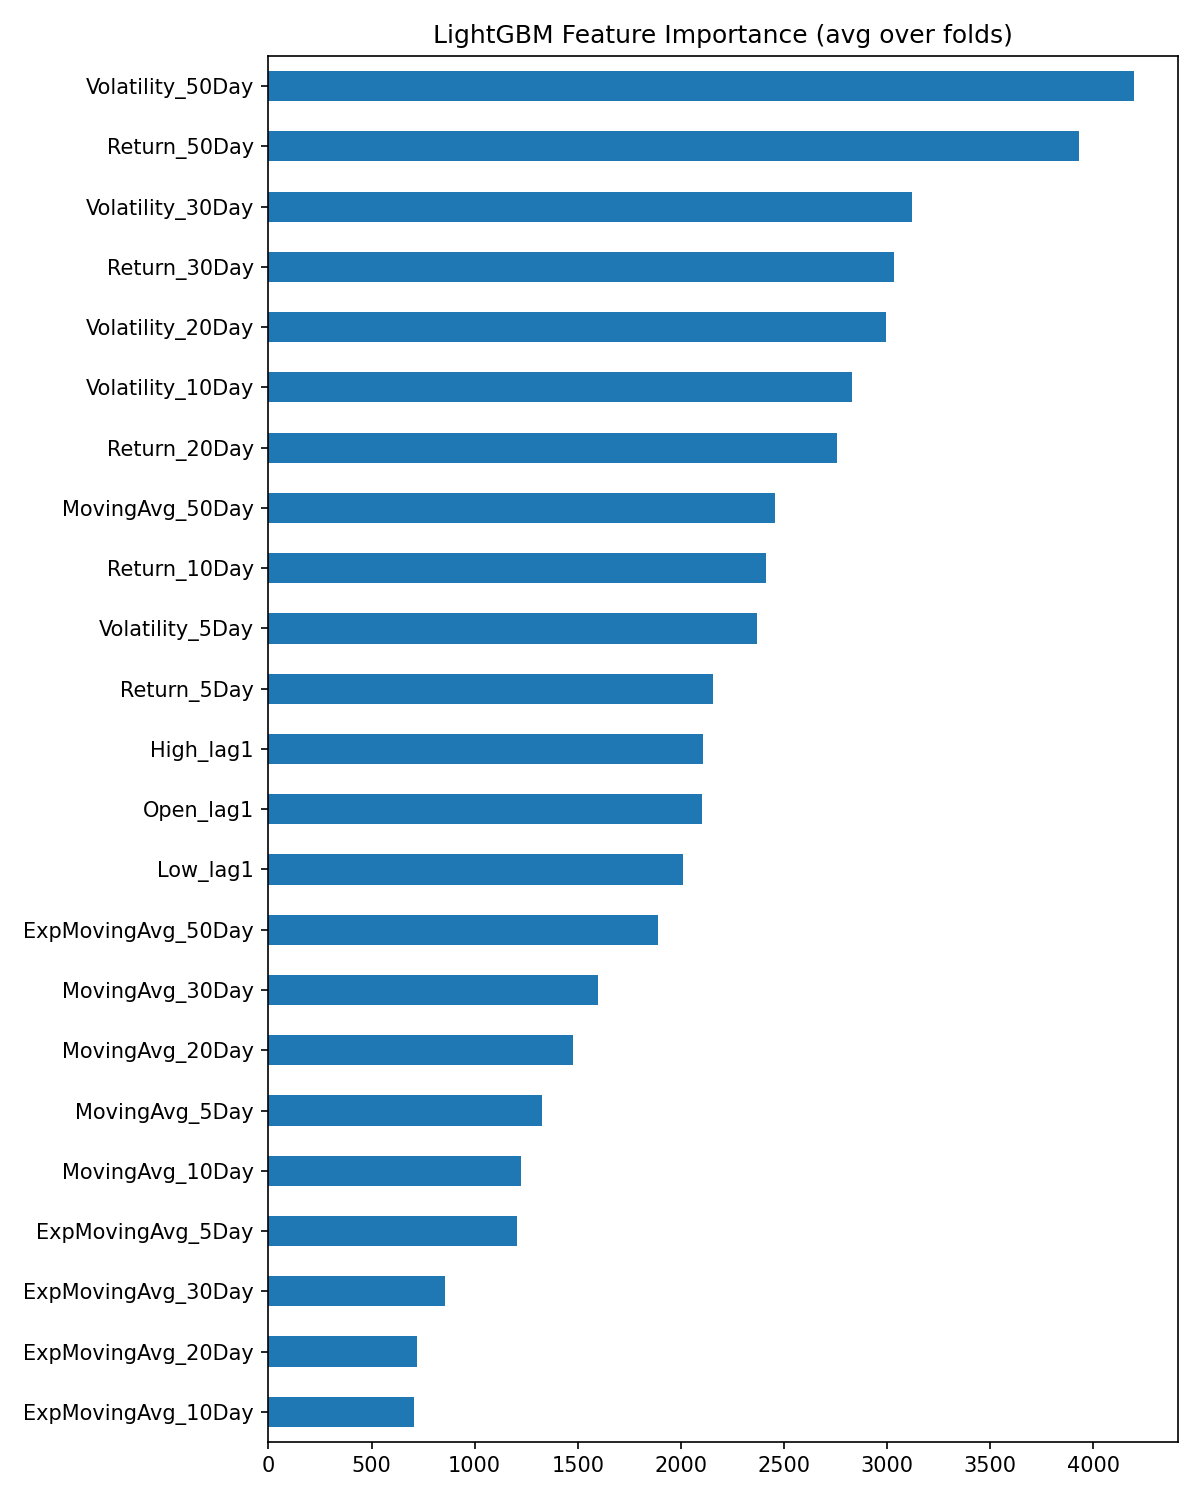 LightGBM Feature Importance (avg over folds)
Volatility_50Day
Return_50Day
Volatility_30Day
Return_30Day
Volatility_20Day
Volatility_10Day
Return_20Day
MovingAvg_50Day
Return_10Day
Volatility_5Day
Return_5Day
High_lag1
Open_lag1
Low_lag1
ExpMovingAvg_50Day
MovingAvg_30Day
MovingAvg_20Day
MovingAvg_5Day
MovingAvg_10Day
ExpMovingAvg_5Day
ExpMovingAvg_30Day
ExpMovingAvg_20Day
ExpMovingAvg_10Day
0 500 1000 1500 2000 2500 3000 3500 4000